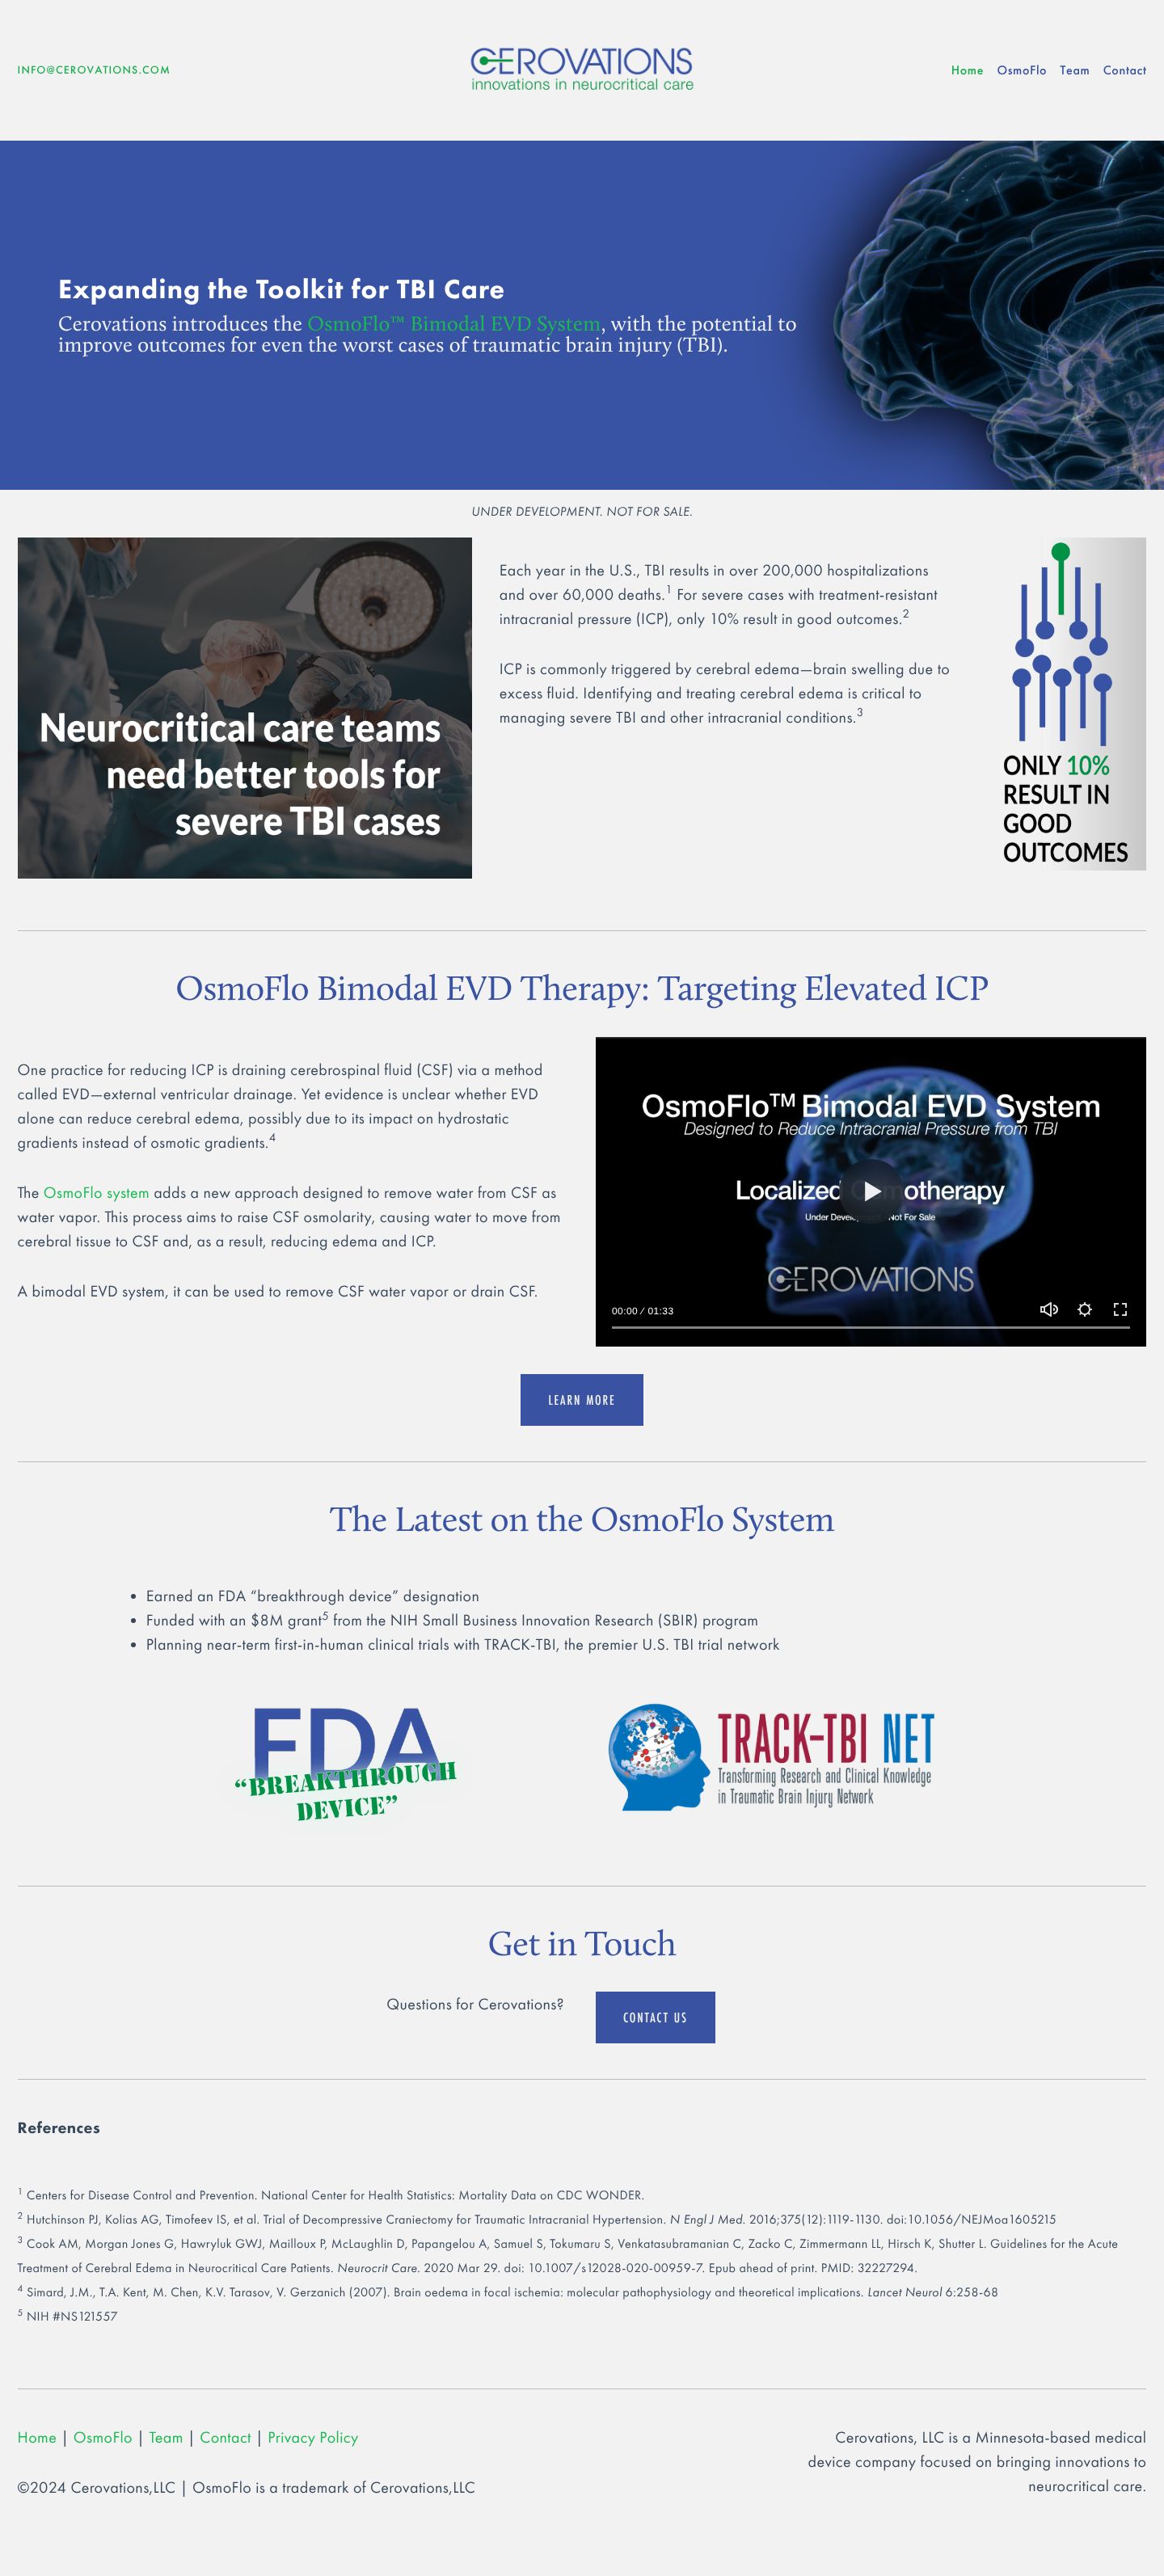 INFO@CEROVATIONS.COM
CEROVATIONS
innovations in neurocritical care
Home OsmoFlo Team Contact
Expanding the Toolkit for TBI Care
Cerovations introduces the OsmoFlo™ Bimodal EVD System, with the potential to
improve outcomes for even the worst cases of traumatic brain injury (TBI).
UNDER DEVELOPMENT. NOT FOR SALE.
Neurocritical care teams
need better tools for
severe TBI cases
Each year in the U.S., TBI results in over 200,000 hospitalizations
and over 60,000 deaths.1 For severe cases with treatment-resistant
intracranial pressure (ICP), only 10% result in good outcomes.2
ICP is commonly triggered by cerebral edema—brain swelling due to
excess fluid. Identifying and treating cerebral edema is critical to
managing severe TBI and other intracranial conditions.3
ONLY 10%
RESULT IN
GOOD
OUTCOMES
OsmoFlo Bimodal EVD Therapy: Targeting Elevated ICP
One practice for reducing ICP is draining cerebrospinal fluid (CSF) via a method
called EVD—external ventricular drainage. Yet evidence is unclear whether EVD
alone can reduce cerebral edema, possibly due to its impact on hydrostatic
gradients instead of osmotic gradients.4
The OsmoFlo system adds a new approach designed to remove water from CSF as
water vapor. This process aims to raise CSF osmolarity, causing water to move from
cerebral tissue to CSF and, as a result, reducing edema and ICP.
A bimodal EVD system, it can be used to remove CSF water vapor or drain CSF.
OsmoFlo™ Bimodal EVD System
Designed to Reduce Intracranial Pressure from TBI
Localized
Under Not For Sale
CEROVATIONS
00:00 / 01:33
LEARN MORE
The Latest on the OsmoFlo System
• Earned an FDA “breakthrough device” designation
• Funded with an $8M grant5 from the NIH Small Business Innovation Research (SBIR) program
• Planning near-term first-in-human clinical trials with TRACK-TBI, the premier U.S. TBI trial network
FDA
“BREAKTHROUGH
DEVICE”
TRACK-TBI NET
Transforming Research and Clinical Knowledge
in Traumatic Brain Injury Network
Get in Touch
Questions for Cerovations?
CONTACT US
References
1 Centers for Disease Control and Prevention. National Center for Health Statistics: Mortality Data on CDC WONDER.
2 Hutchinson PJ, Kolias AG, Timofeev IS, et al. Trial of Decompressive Craniectomy for Traumatic Intracranial Hypertension. N Engl J Med. 2016;375(12):1119-1130. doi:10.1056/NEJMoa1605215
3 Cook AM, Morgan Jones G, Hawryluk GWJ, Mailloux P, McLaughlin D, Papangelou A, Samuel S, Tokumaru S, Venkatasubramanian C, Zacko C, Zimmermann LL, Hirsch K, Shutter L. Guidelines for the Acute
Treatment of Cerebral Edema in Neurocritical Care Patients. Neurocrit Care. 2020 Mar 29. doi: 10.1007/s12028-020-00959-7. Epub ahead of print. PMID: 32227294.
4 Simard, J.M., T.A. Kent, M. Chen, K.V. Tarasov, V. Gerzanich (2007). Brain oedema in focal ischemia: molecular pathophysiology and theoretical implications. Lancet Neurol 6:258-68
5 NIH #NS121557
Home | OsmoFlo | Team | Contact | Privacy Policy
©2024 Cerovations,LLC | OsmoFlo is a trademark of Cerovations,LLC
Cerovations, LLC is a Minnesota-based medical
device company focused on bringing innovations to
neurocritical care.